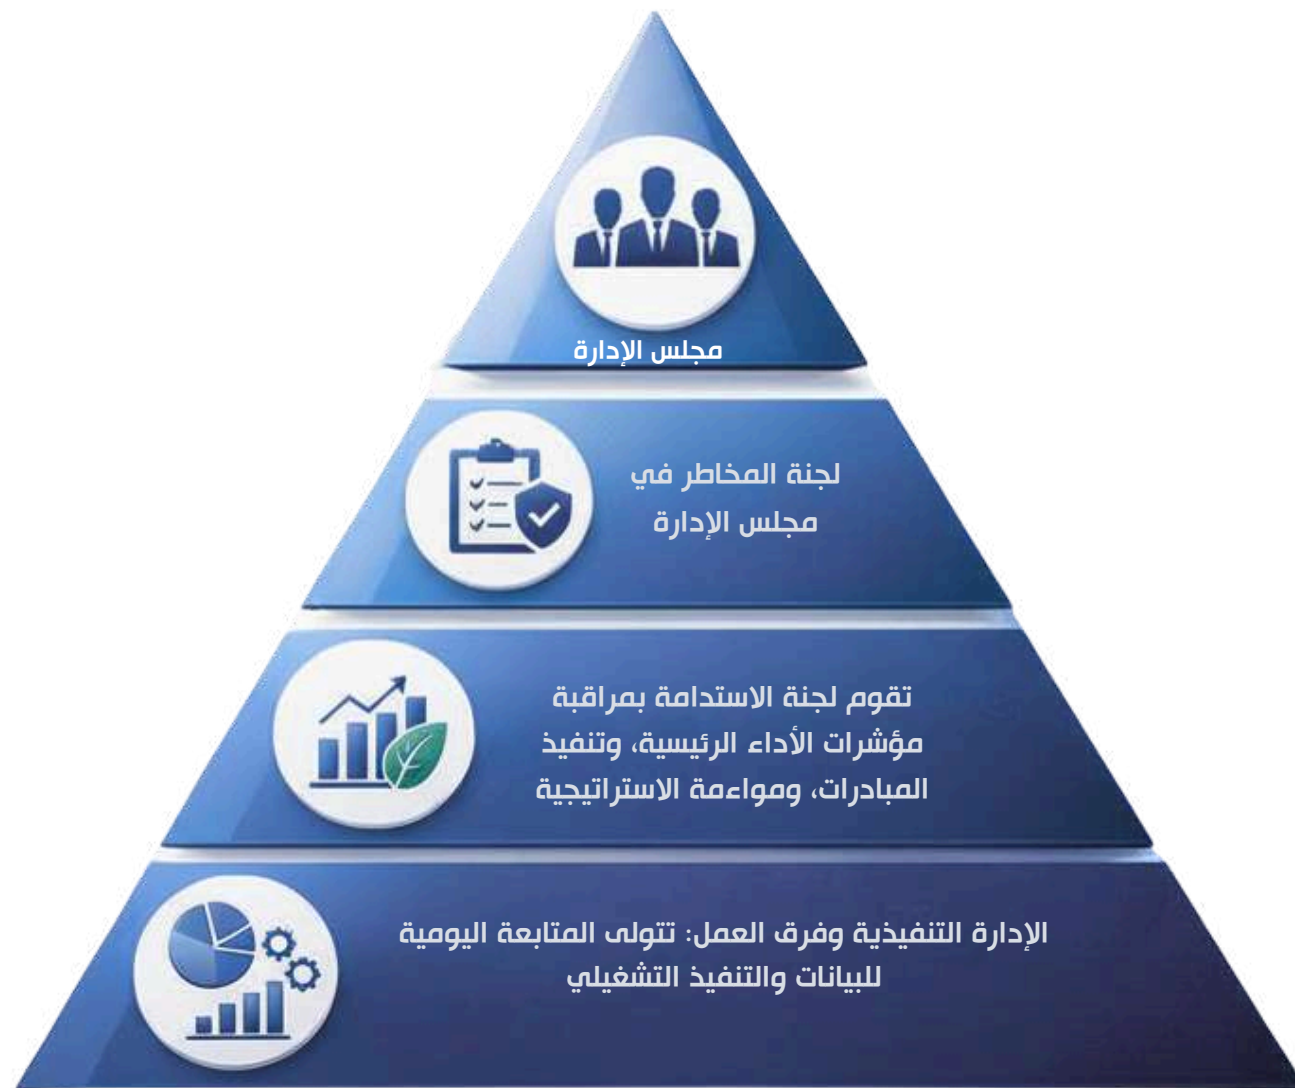 مجلس الإدارة
لجنة المخاطر في
مجلس الإدارة
تقوم لجنة الاستدامة بمراقبة
مؤشرات الأداء الرئيسية، وتنفيذ
المبادرات، ومواءمة الاستراتيجية
الإدارة التنفيذية وفرق العمل: تتولى المتابعة اليومية
للبيانات والتنفيذ التشغيلي